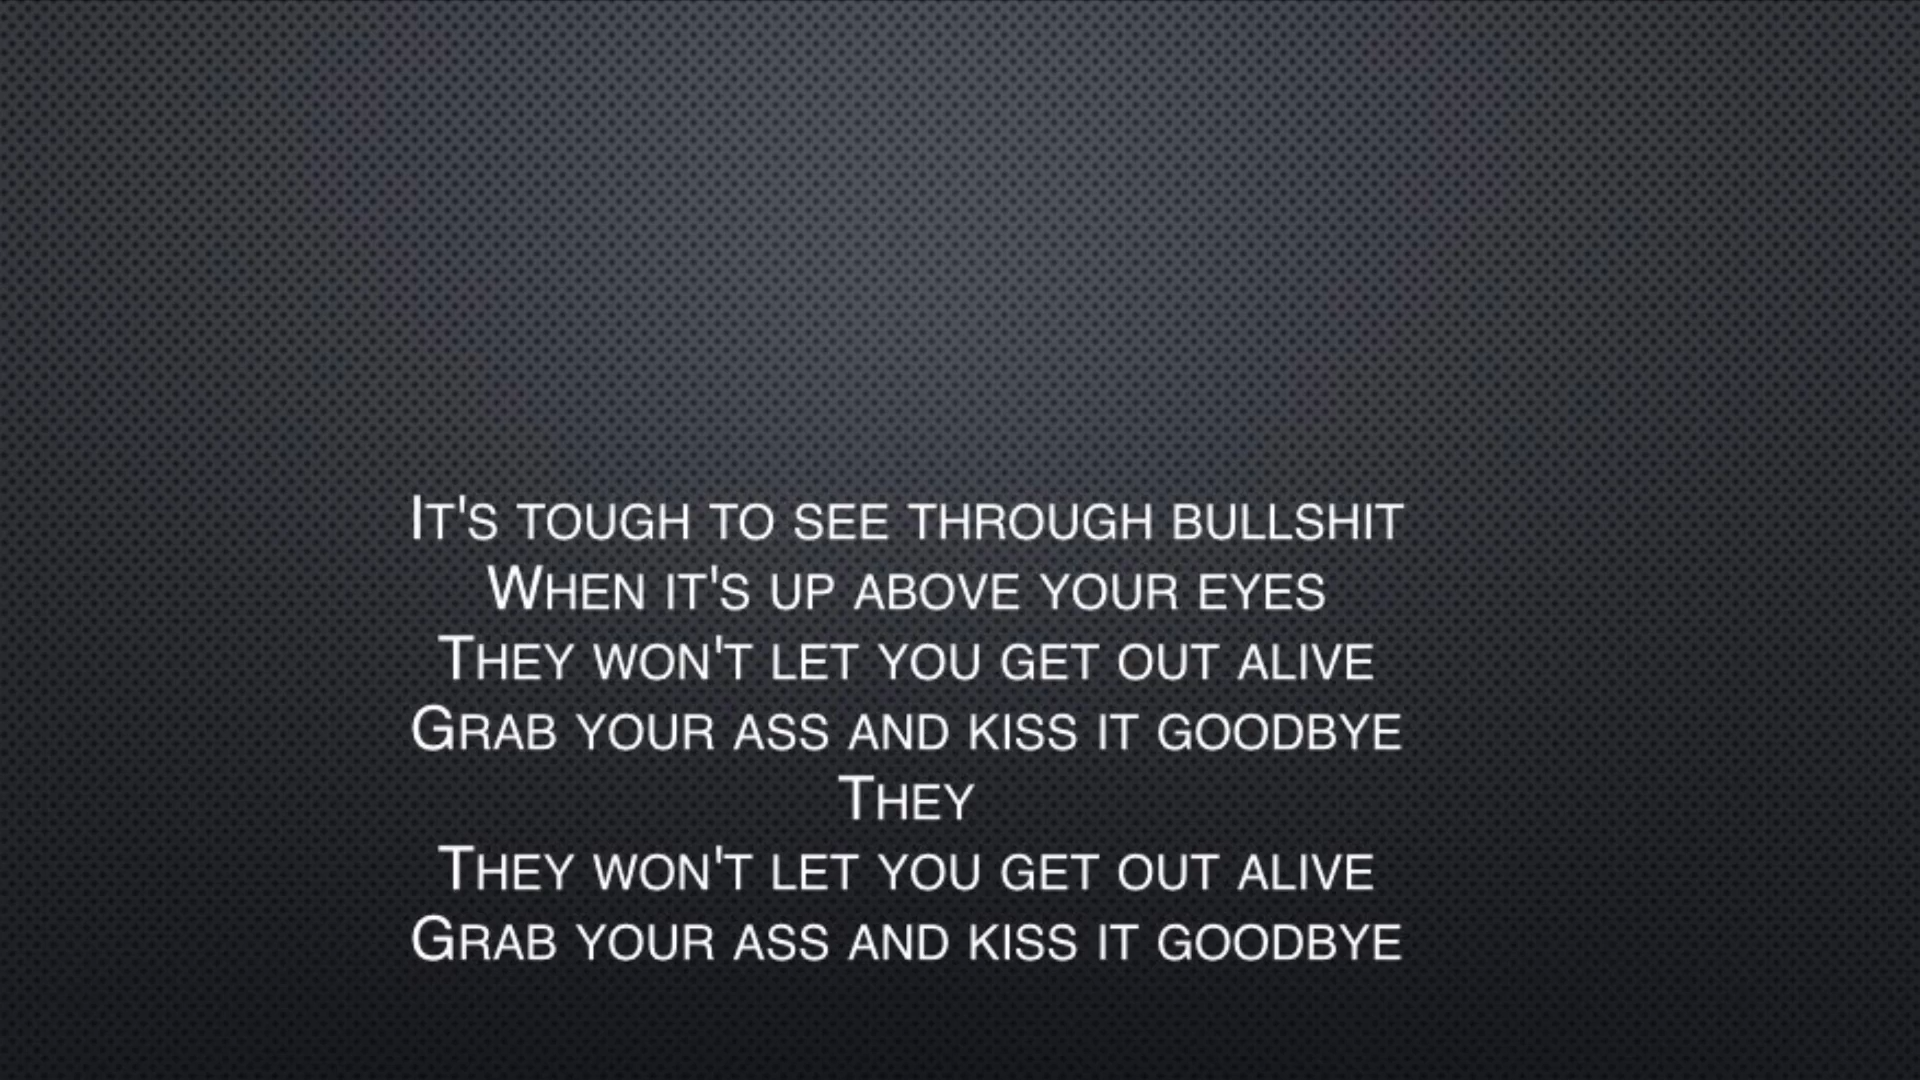 It's tough to see through bullshit
When it's up above your eyes
They won't let you get out alive
Grab your ass and kiss it goodbye
They
They won't let you get out alive
Grab your ass and kiss it goodbye